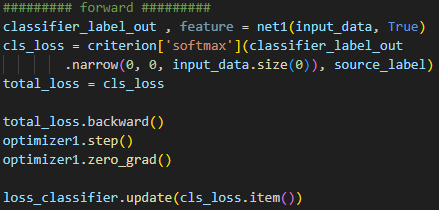 ######### forward #########
classifier_label_out , feature = net1(input_data, True)
cls_loss = criterion['softmax'](classifier_label_out
.narrow(0, 0, input_data.size(0)), source_label)
total_loss = cls_loss
total_loss.backward()
optimizer1.step()
optimizer1.zero_grad()
loss_classifier.update(cls_loss.item())